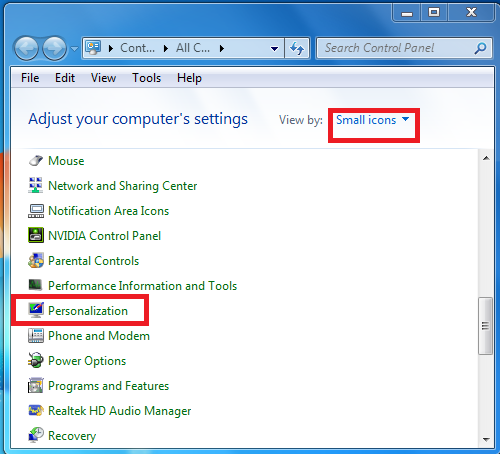 Cont... All C...
Search Control Panel
File Edit View Tools Help
Adjust your computer's settings View by: Small icons
Mouse
Network and Sharing Center
Notification Area Icons
NVIDIA Control Panel
Parental Controls
Performance Information and Tools
Personalization
Phone and Modem
Power Options
Programs and Features
Realtek HD Audio Manager
Recovery